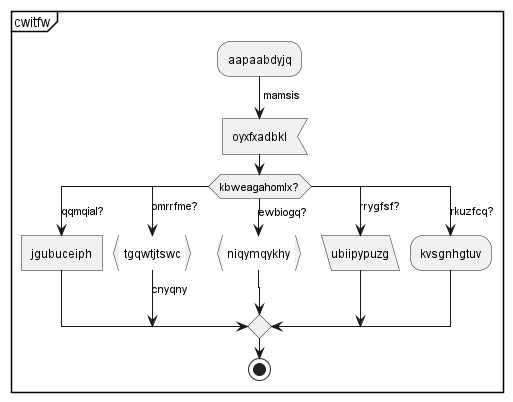 cwitfw
aapaabdyjq
mamsis
oyxfxadbkl
kbweagahomlx?
qqmqial?
omrrfme?
ewbiogq?
rrygfsf?
rkuzfcq?
jgubuceiph
tgqwtjtswc
niqymqykhy
ubiipypuzg
kvsgnhgtuv
cnyqny